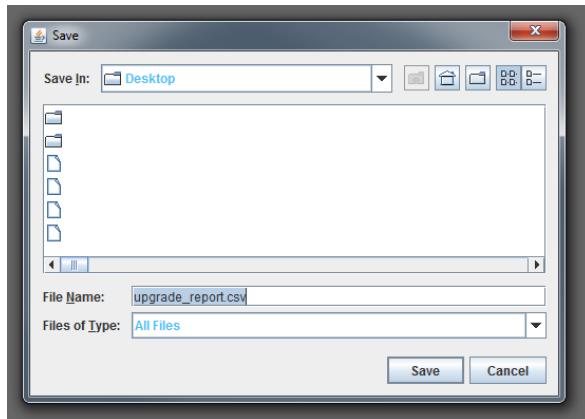 Save
Save In: Desktop
File Name: upgrade_report.csv
Files of Type: All Files
Save Cancel